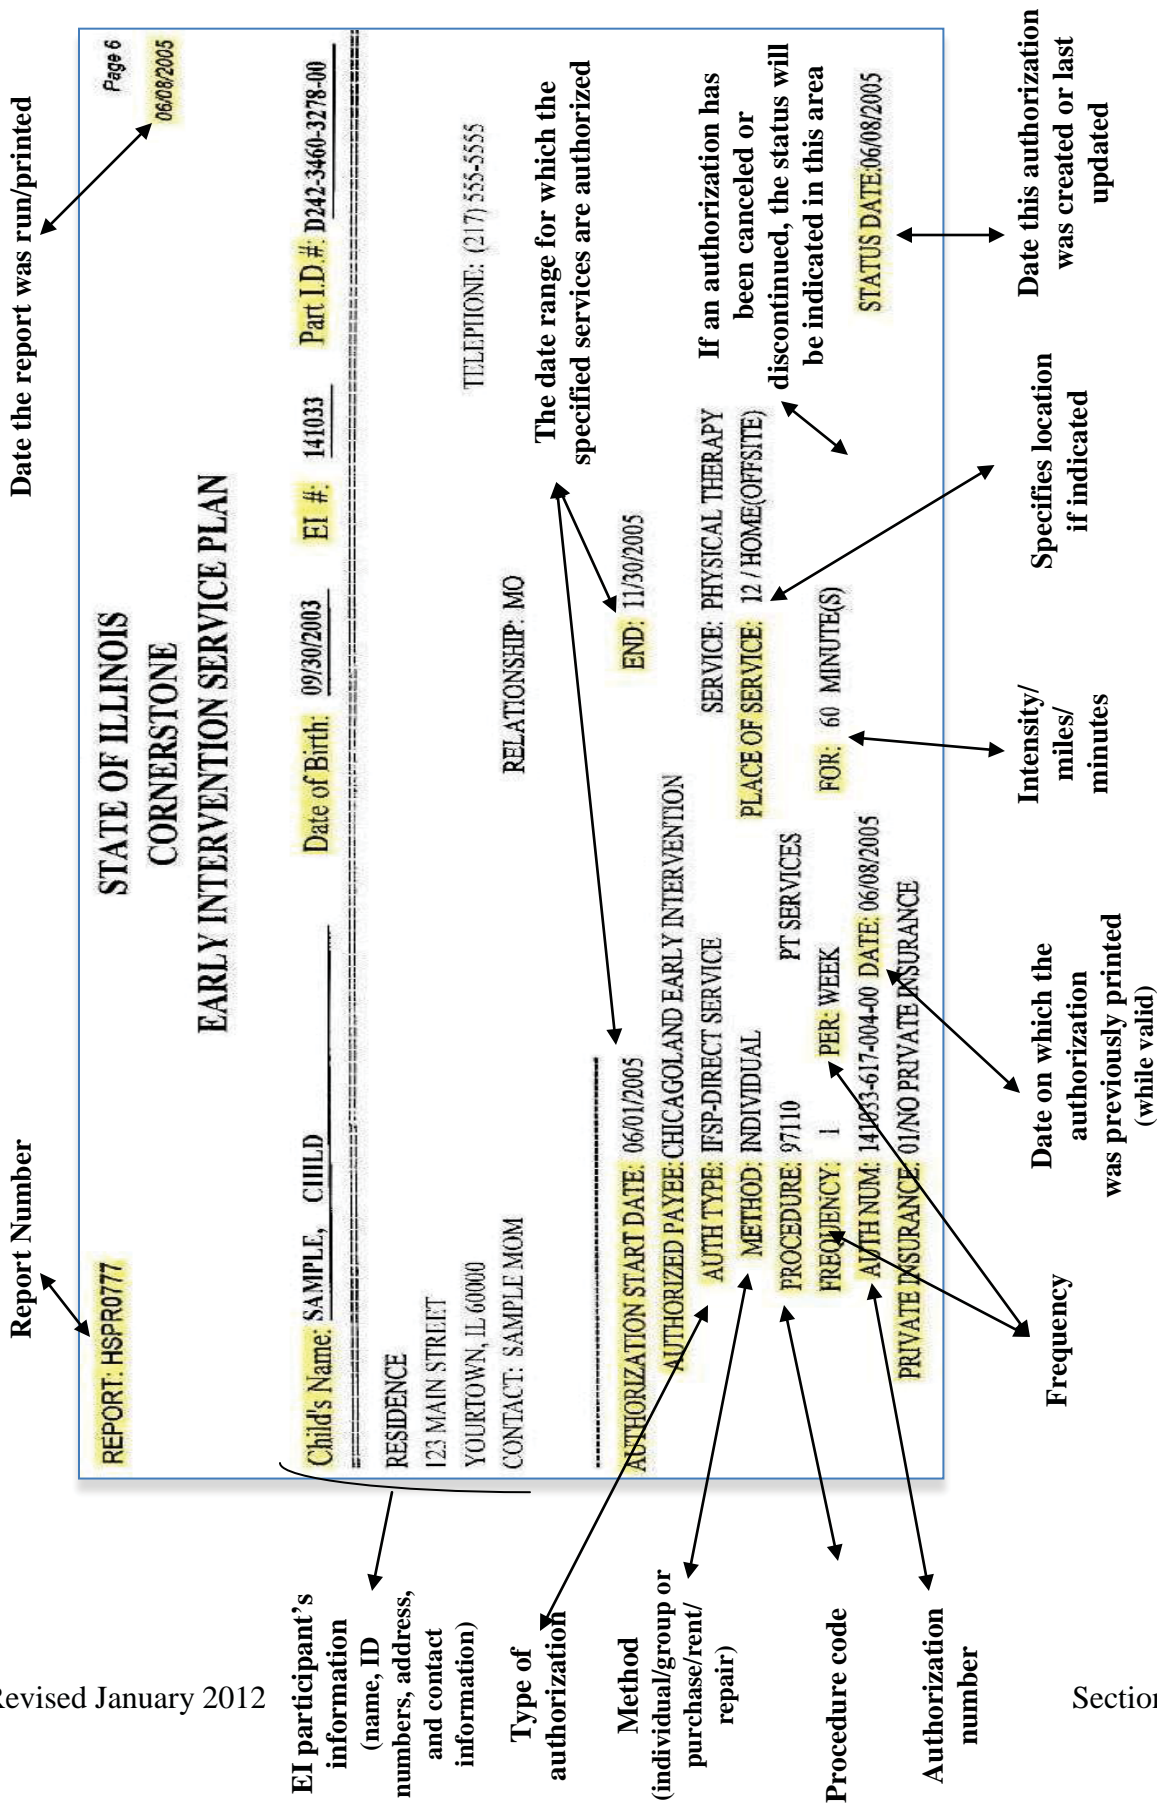 Report Number
Date the report was run/printed
REPORT: HSPR0777
Page 6
STATE OF ILLINOIS
06/08/2005
CORNERSTONE
EARLY INTERVENTION SERVICE PLAN
Child's Name: SAMPLE, CHILD Date of Birth: 09/30/2003 EI #: 141033 Part I.D.#: D242-3460-3278-00
RESIDENCE
123 MAIN STREET
YOURTOWN, IL 60000 TELEPHONE: (217) 555-5555
CONTACT: SAMPLE MOM RELATIONSHIP: MO
EI participant's
information
(name, ID
numbers, address,
and contact
information)
The date range for which the
specified services are authorized
AUTHORIZATION START DATE: 06/01/2005 END: 11/30/2005
AUTHORIZED PAYEE: CHICAGOLAND EARLY INTERVENTION
AUTH TYPE: IFSP-DIRECT SERVICE SERVICE: PHYSICAL THERAPY
METHOD: INDIVIDUAL PLACE OF SERVICE: 12 / HOME(OFFSITE)
PROCEDURE: 97110 PT SERVICES
FREQUENCY: 1 PER: WEEK FOR: 60 MINUTE(S)
AUTH NUM: 141033-617-004-00 DATE: 06/08/2005 STATUS DATE:06/08/2005
PRIVATE INSURANCE: 01/NO PRIVATE INSURANCE
If an authorization has
been canceled or
discontinued, the status will
be indicated in this area
Type of
authorization
Method
(individual/group or
purchase/rent/
repair)
Procedure code
Authorization
number
Frequency
Date on which the
authorization
was previously printed
(while valid)
Intensity/
miles/
minutes
Specifies location
if indicated
Date this authorization
was created or last
updated
Revised January 2012
Section